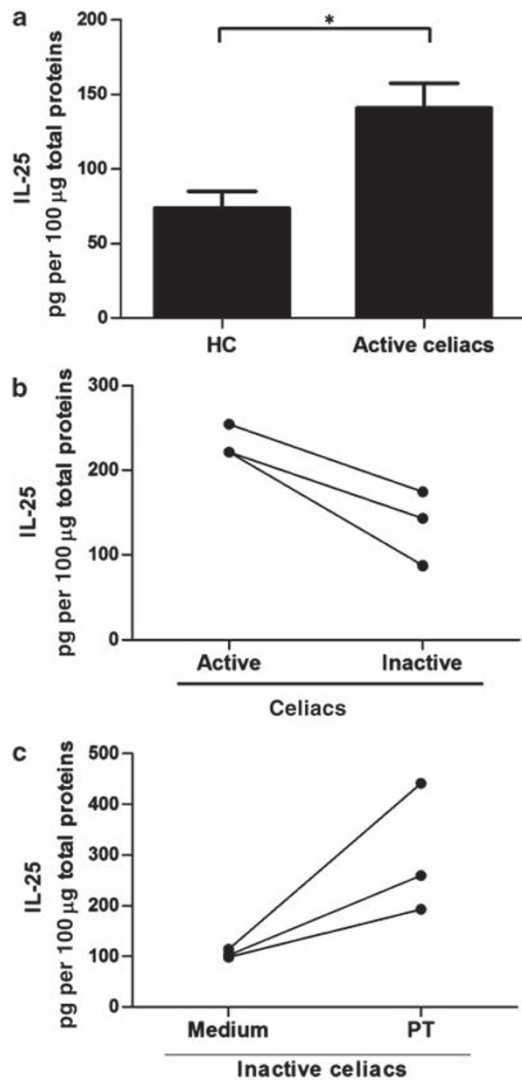 a
IL-25
pg per 100 μg total proteins
200
150
100
50
0
*
HC Active celiacs
b
IL-25
pg per 100 μg total proteins
300
200
100
0
Active Inactive
Celiacs
c
IL-25
pg per 100 μg total proteins
500
400
300
200
100
0
Medium PT
Inactive celiacs